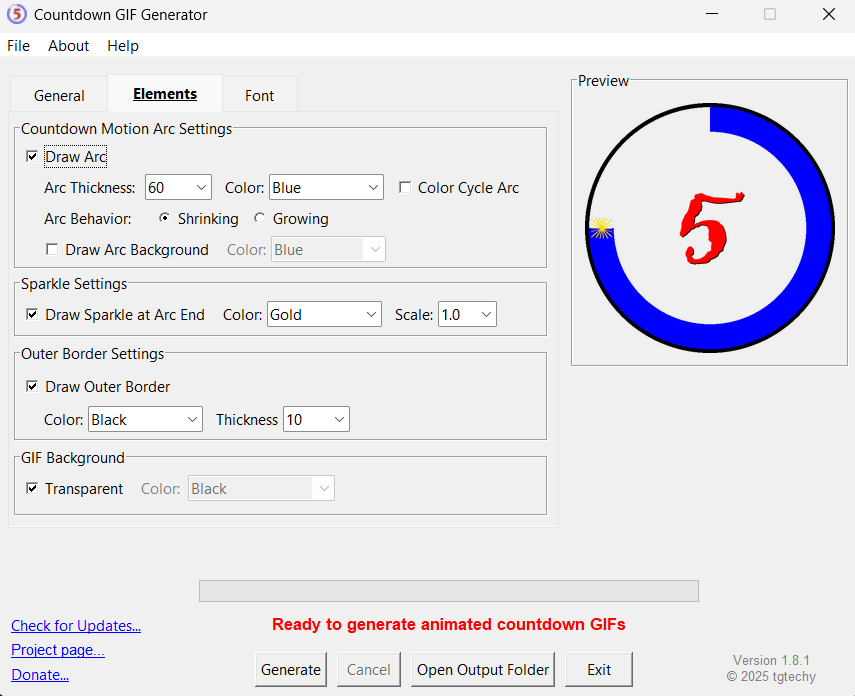 5 Countdown GIF Generator
File About Help
General Elements Font
Preview
Countdown Motion Arc Settings
Draw Arc
Arc Thickness: 60 Color: Blue Color Cycle Arc
Arc Behavior: Shrinking Growing
Draw Arc Background Color: Blue
5
Sparkle Settings
Draw Sparkle at Arc End Color: Gold Scale: 1.0
Outer Border Settings
Draw Outer Border
Color: Black Thickness 10
GIF Background
Transparent Color: Black
Ready to generate animated countdown GIFs
Check for Updates...
Project page...
Donate...
Generate Cancel Open Output Folder Exit
Version 1.8.1
© 2025 tgtechy